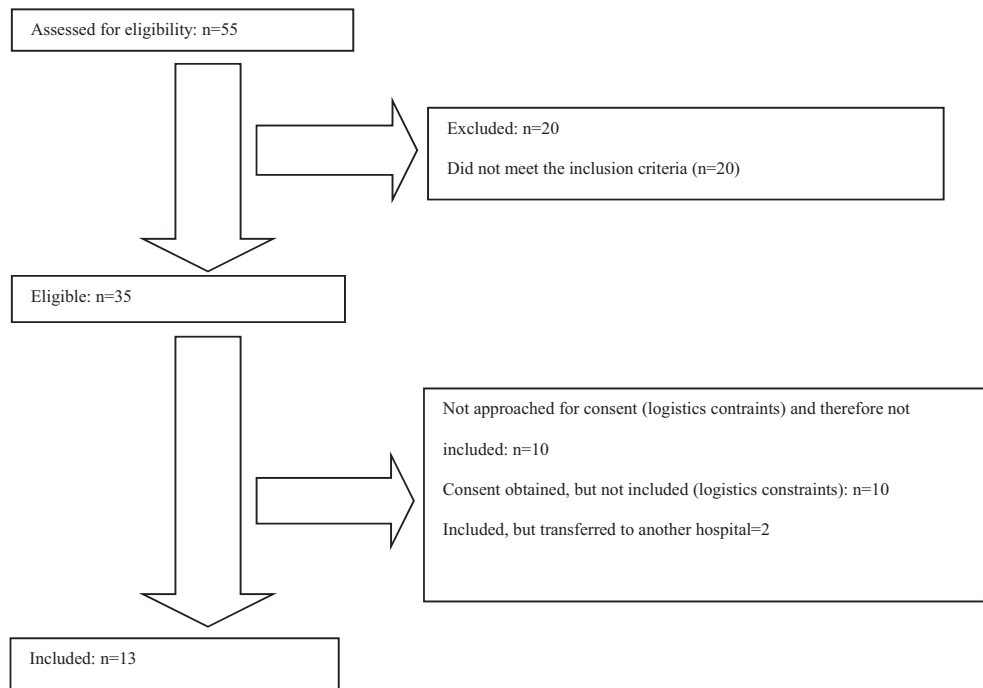 Assessed for eligibility: n=55
Excluded: n=20
Did not meet the inclusion criteria (n=20)
Eligible: n=35
Not approached for consent (logistics contraints) and therefore not
included: n=10
Consent obtained, but not included (logistics constraints): n=10
Included, but transferred to another hospital=2
Included: n=13